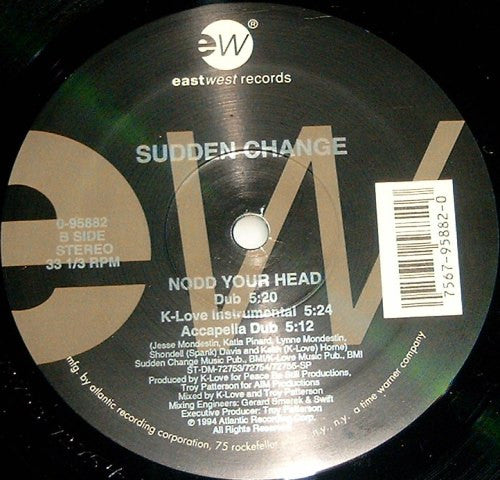 ew®
eastwest records
ew
SUDDEN CHANGE
0-95882
B SIDE
STEREO
33 1/3 RPM
7567-95882-0
NODD YOUR HEAD
Dub 5:20
K-Love Instrumental 5:24
Accapella Dub 5:12
(Jesse Mondestin, Katia Pinard, Lynne Mondestin,
Shondell (Spank) Davis and Keith (K-Love) Horne)
Sudden Change Music Pub., BMI/K-Love Music Pub., BMI
ST-DM-72753/72754/72755-SP
Produced by K-Love for Peace Be Still Productions,
Troy Patterson for AIM Productions
Mixed by K-Love and Troy Patterson
Mixing Engineers: Gerard Smerek & Swift
Executive Producer: Troy Patterson
℗ 1994 Atlantic Recording Corp.
All Rights Reserved
mfg. by atlantic recording corporation, 75 rockefeller n.y., n.y. a time warner company